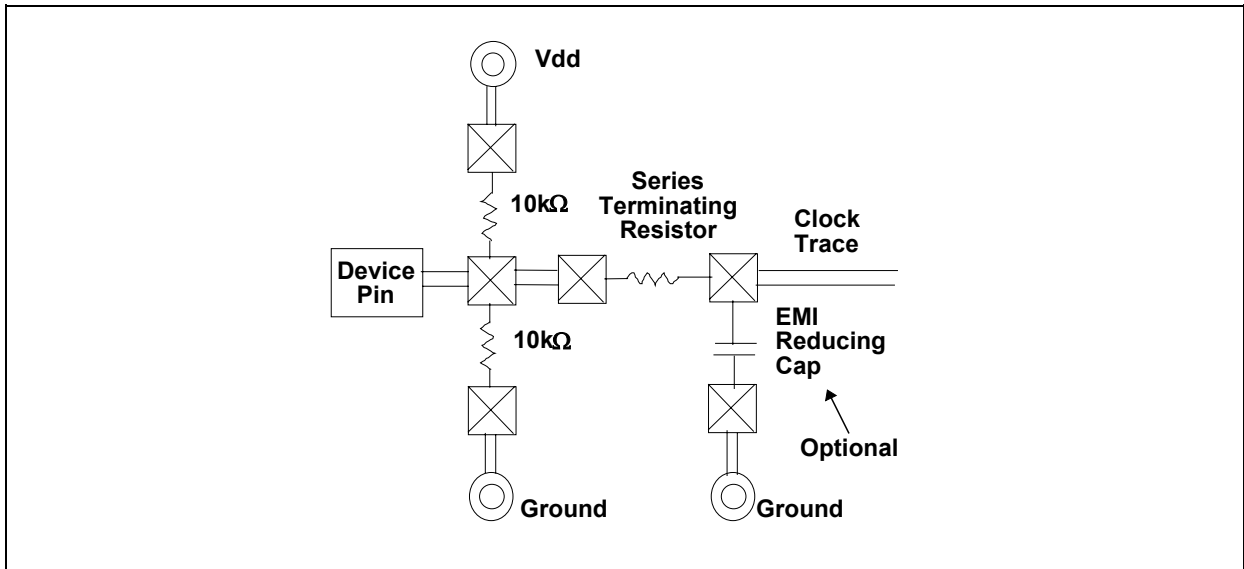 Vdd
10kΩ
Series
Terminating
Resistor
Clock
Trace
Device
Pin
10kΩ
EMI
Reducing
Cap
Optional
Ground
Ground